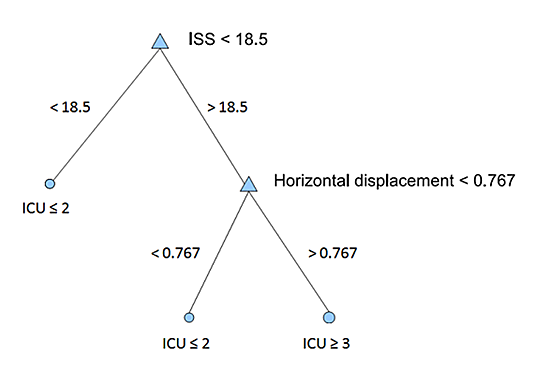 ISS < 18.5
< 18.5
> 18.5
ICU ≤ 2
Horizontal displacement < 0.767
< 0.767
> 0.767
ICU ≤ 2
ICU ≥ 3